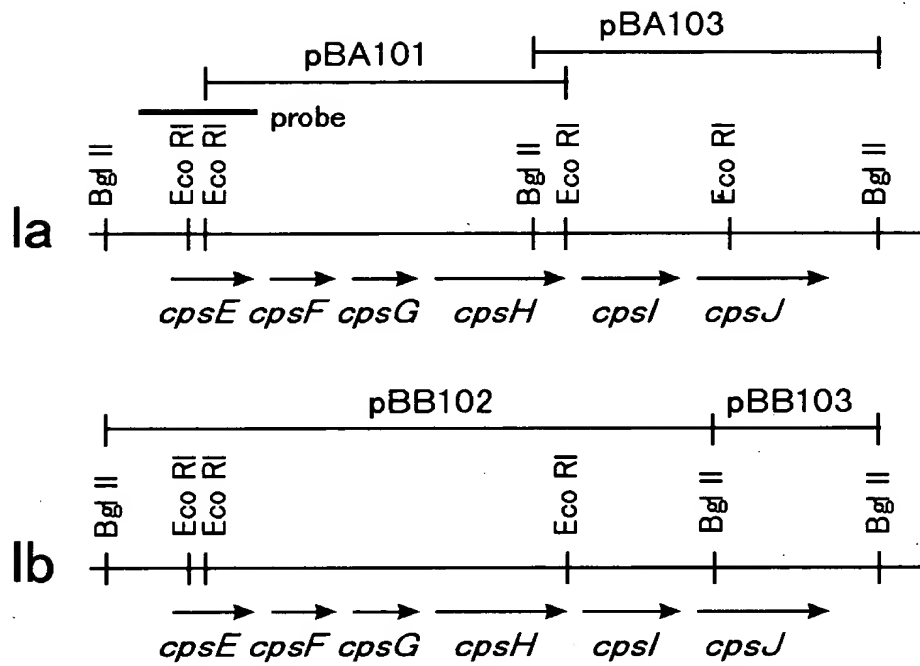 pBA103
pBA101
probe
Bgl II
Eco RI
Eco RI
Bgl II
Eco RI
Eco RI
Bgl II
Ia
cpsE cpsF cpsG cpsH cpsI cpsJ
pBB102 pBB103
Bgl II
Eco RI
Eco RI
Eco RI
Bgl II
Bgl II
Ib
cpsE cpsF cpsG cpsH cpsI cpsJ